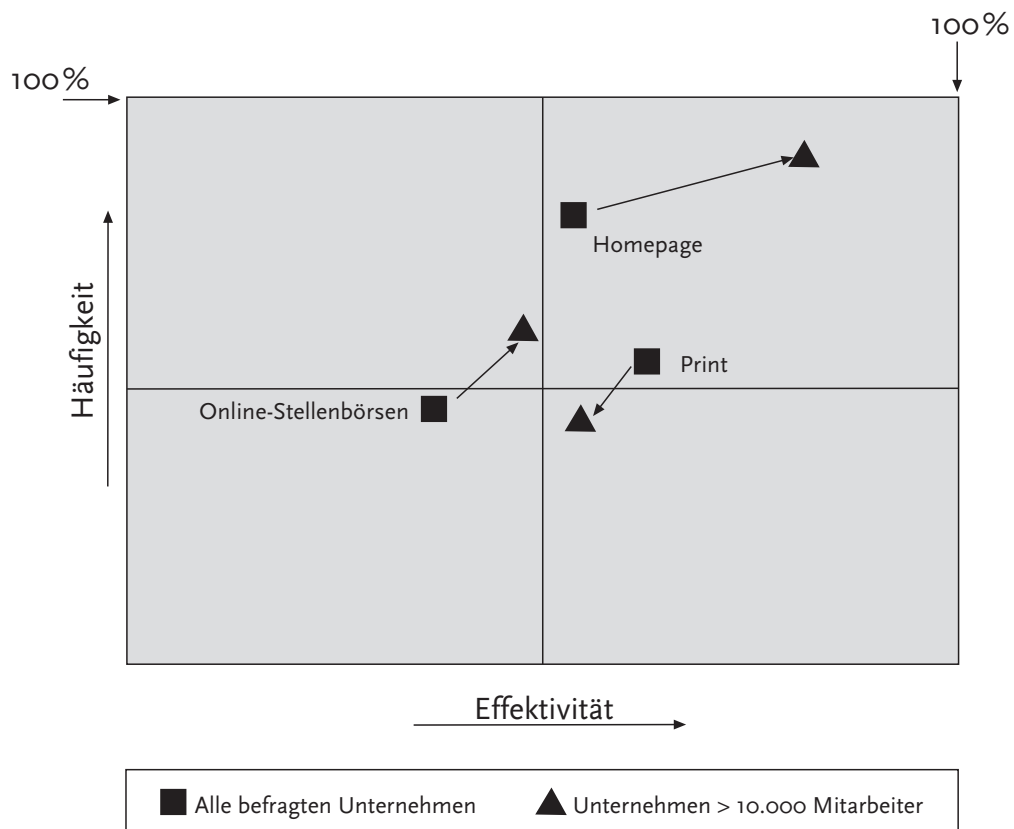 100%
100%
Homepage
Häufigkeit
Print
Online-Stellenbörsen
Effektivität
Alle befragten Unternehmen
Unternehmen > 10.000 Mitarbeiter